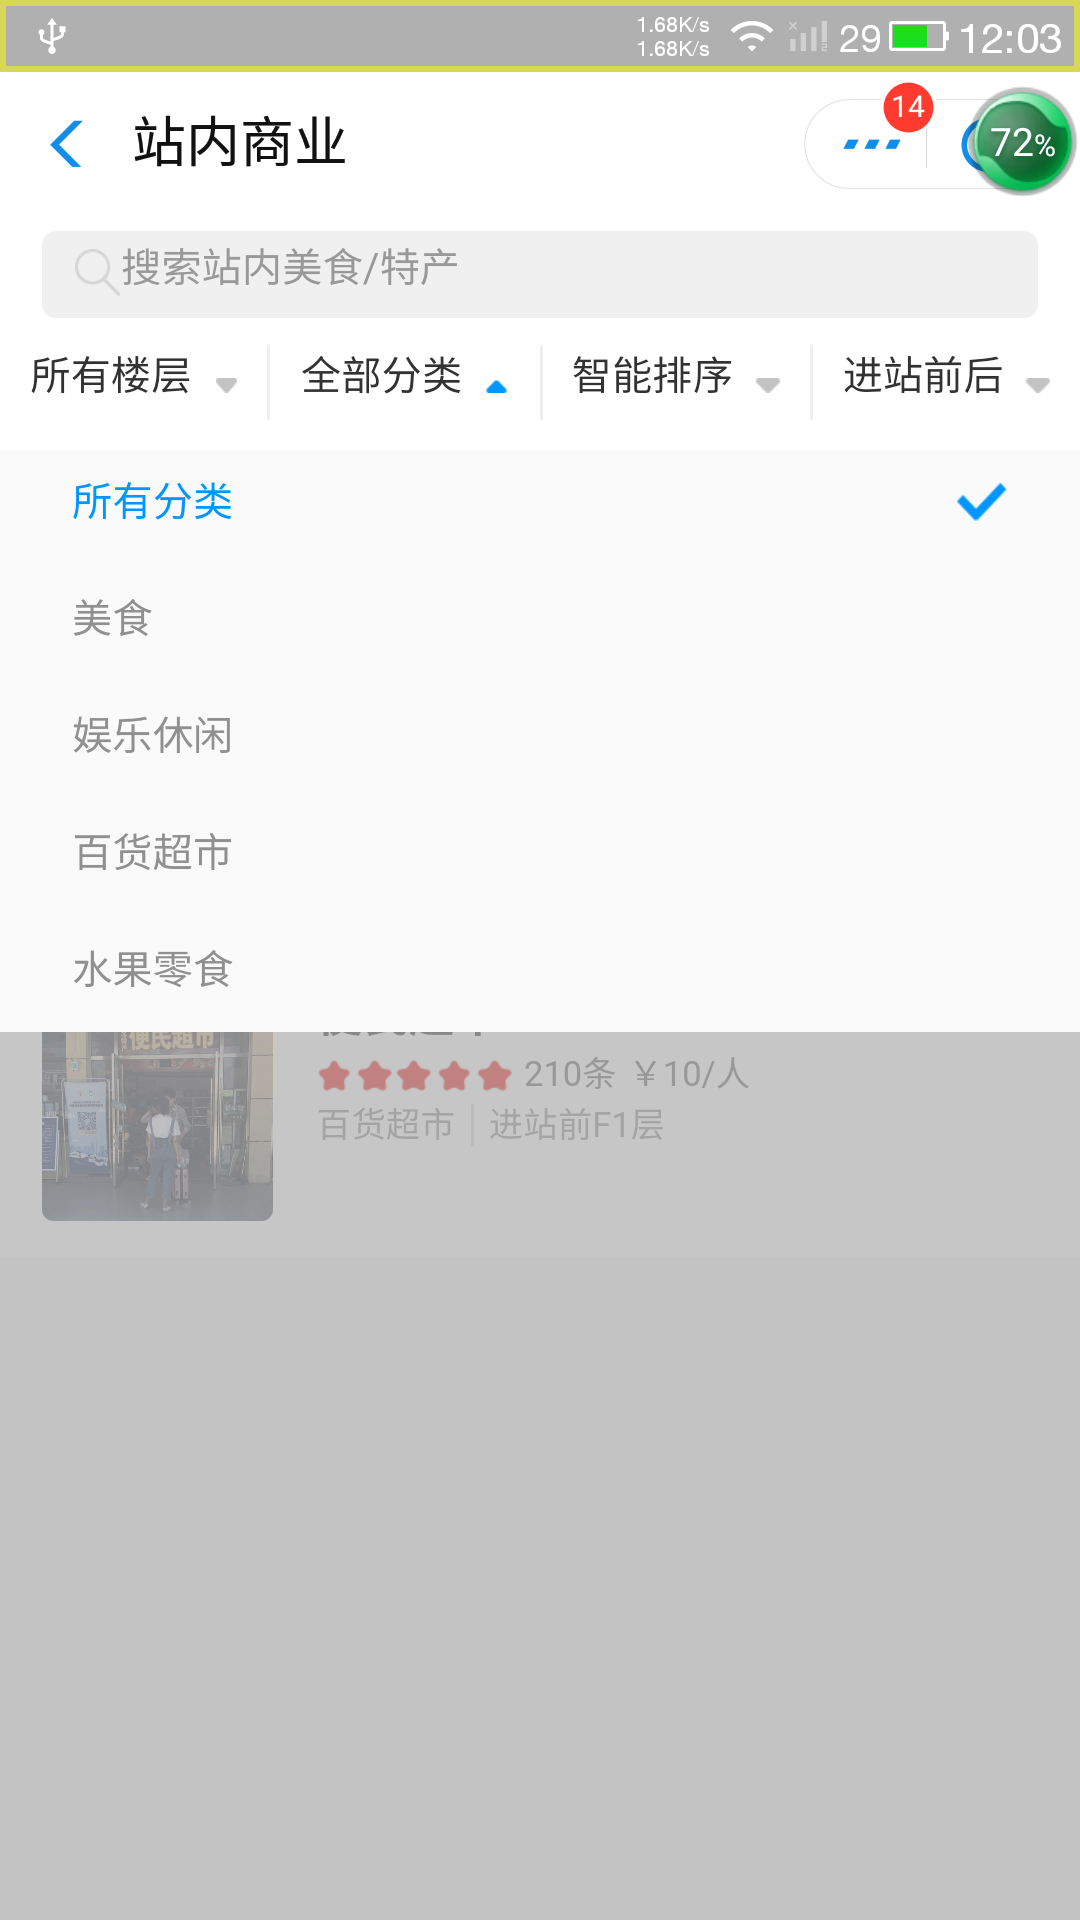 1.68K/s
1.68K/s
29
12:03
站内商业
14
72%
搜索站内美食/特产
所有楼层
全部分类
智能排序
进站前后
所有分类
美食
娱乐休闲
百货超市
水果零食
便民超市
210条 ￥10/人
百货超市
进站前F1层